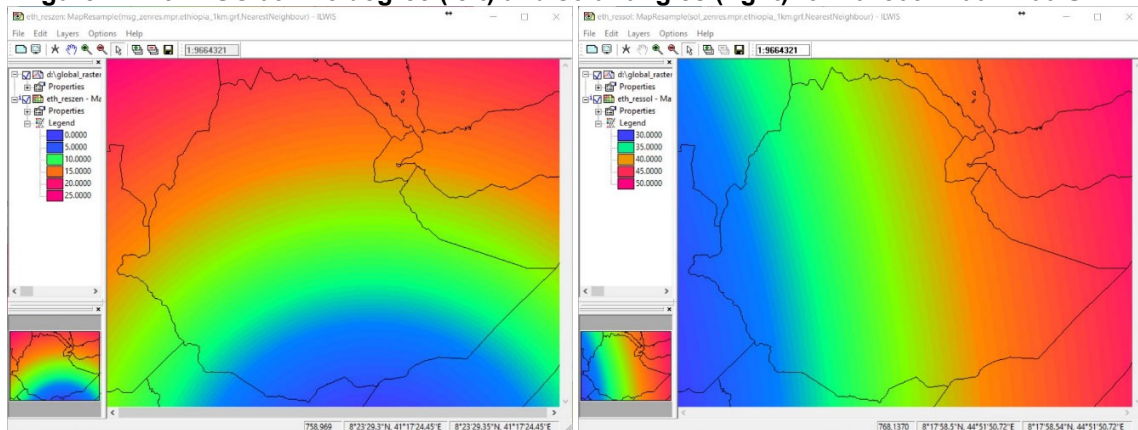 eth_reszen: MapResample(msg_zenres.mpr,ethiopia_1km.grf,NearestNeighbour) - ILWIS
File Edit Layers Options Help
1:9664321
d:\global_raster
Properties
eth_reszen - Ma
Properties
Legend
0.0000
5.0000
10.0000
15.0000
20.0000
25.0000
758,969 8°23'29.3"N, 41°17'24.45"E 8°23'29.35"N, 41°17'24.45"E
eth_ressol: MapResample(sol_zenres.mpr,ethiopia_1km.grf,NearestNeighbour) - ILWIS
File Edit Layers Options Help
1:9664321
d:\global_raster
Properties
eth_ressol - Ma
Properties
Legend
30.0000
35.0000
40.0000
45.0000
50.0000
768,1370 8°17'58.5"N, 44°51'50.72"E 8°17'58.54"N, 44°51'50.72"E